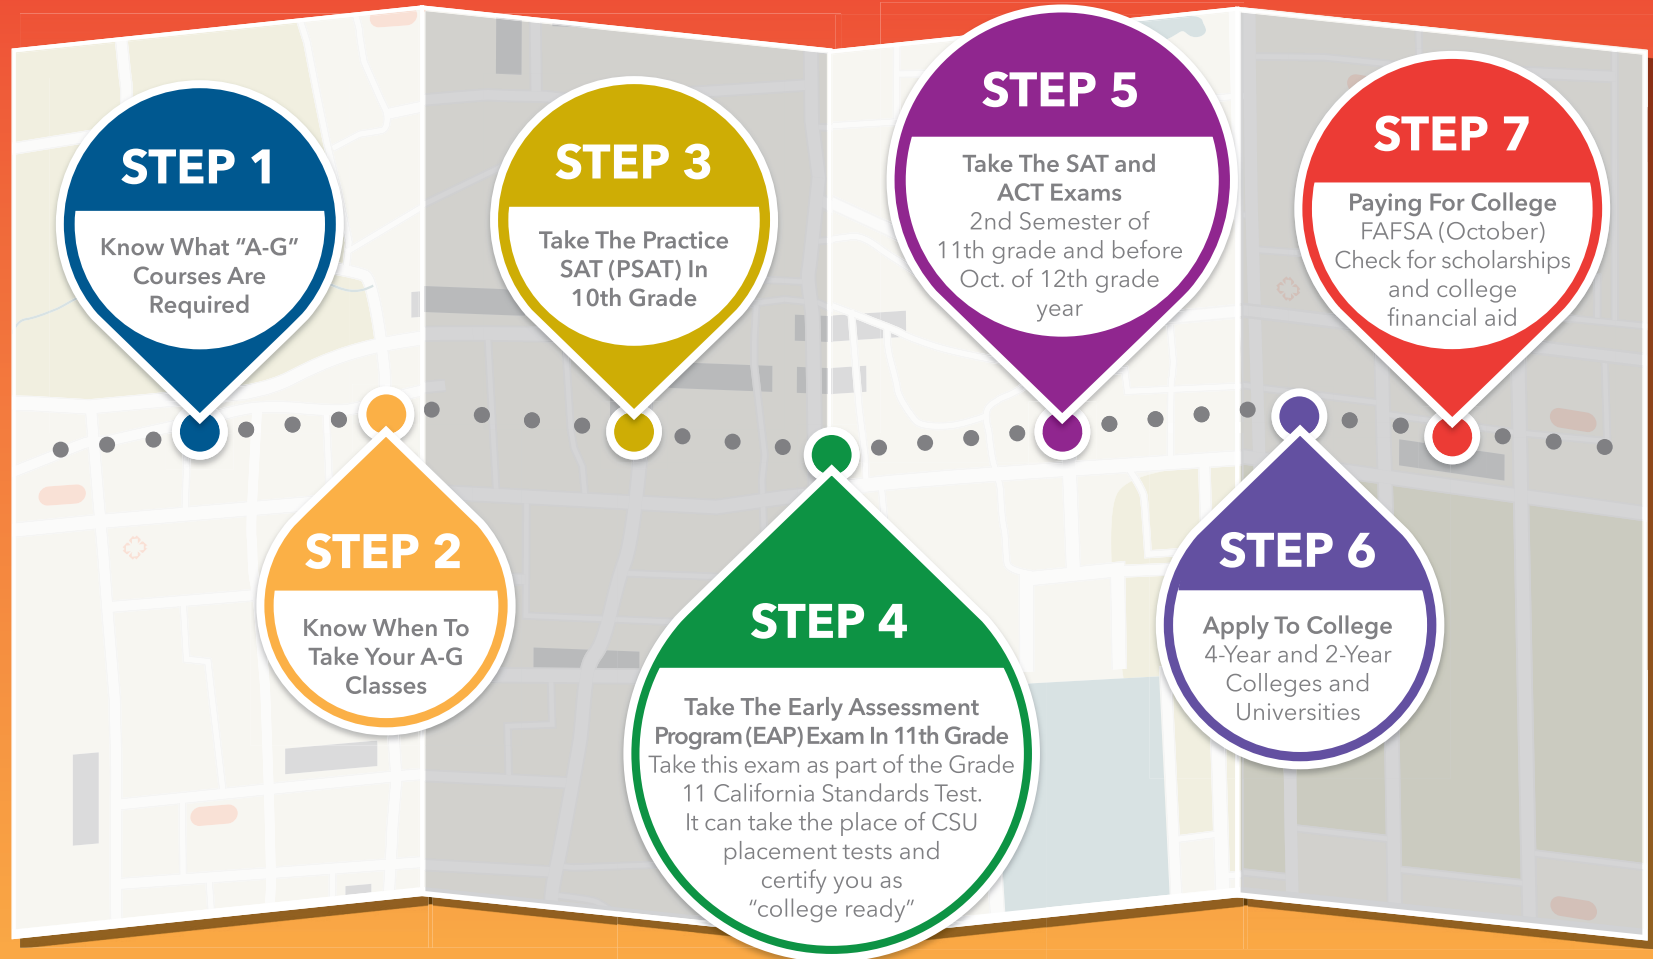 STEP 1
Know What “A-G”
Courses Are
Required
STEP 2
Know When To
Take Your A-G
Classes
STEP 3
Take The Practice
SAT (PSAT) In
10th Grade
STEP 4
Take The Early Assessment
Program (EAP) Exam In 11th Grade
Take this exam as part of the Grade
11 California Standards Test.
It can take the place of CSU
placement tests and
certify you as
“college ready”
STEP 5
Take The SAT and
ACT Exams
2nd Semester of
11th grade and before
Oct. of 12th grade
year
STEP 6
Apply To College
4-Year and 2-Year
Colleges and
Universities
STEP 7
Paying For College
FAFSA (October)
Check for scholarships
and college
financial aid